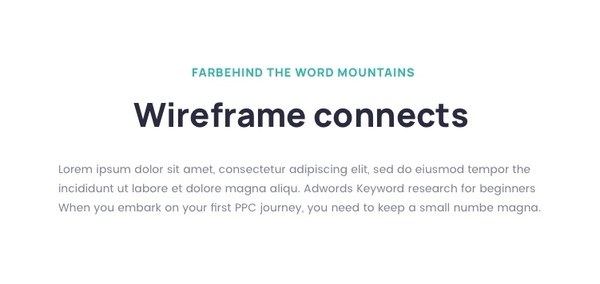 FARBEHIND THE WORD MOUNTAINS
Wireframe connects
Lorem ipsum dolor sit amet, consectetur adipiscing elit, sed do eiusmod tempor the
incididunt ut labore et dolore magna aliqu. Adwords Keyword research for beginners
When you embark on your first PPC journey, you need to keep a small numbe magna.